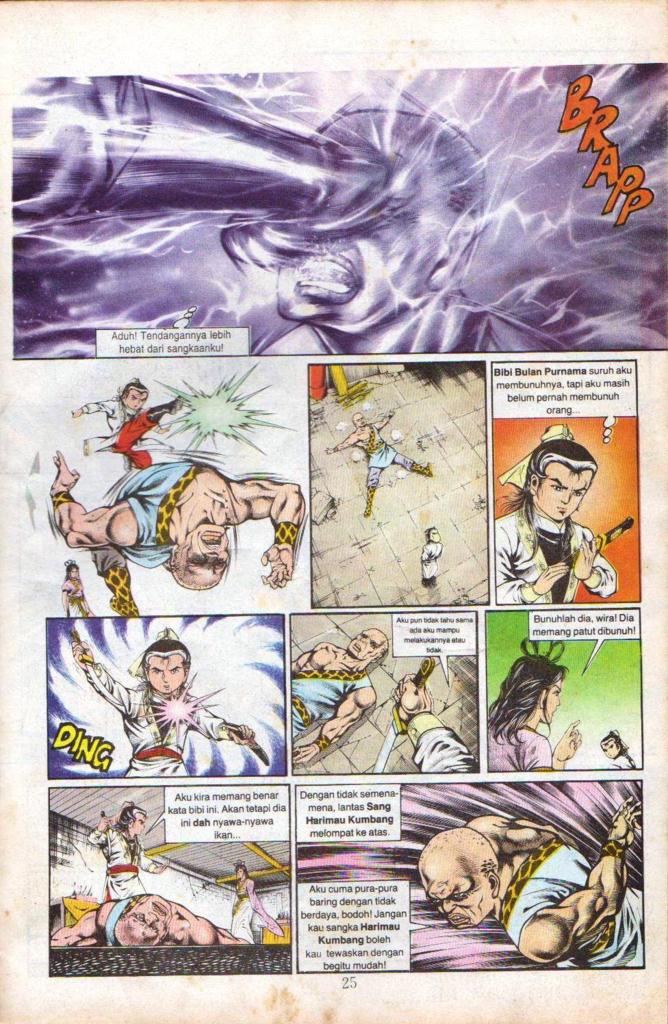 BRAPP
Aduh! Tendangannya lebih
hebat dari sangkaanku!
Bibi Bulan Purnama suruh aku
membunuhnya, tapi aku masih
belum pernah membunuh
orang...
DING
Aku pun tidak tahu sama
ada aku mampu
melakukannya atau
tidak.
Bunuhlah dia, wira! Dia
memang patut dibunuh!
Aku kira memang benar
kata bibi ini. Akan tetapi dia
ini dah nyawa-nyawa
ikan...
Dengan tidak semena-
mena, lantas Sang
Harimau Kumbang
melompat ke atas.
Aku cuma pura-pura
baring dengan tidak
berdaya, bodoh! Jangan
kau sangka Harimau
Kumbang boleh
kau tewaskan dengan
begitu mudah!
25